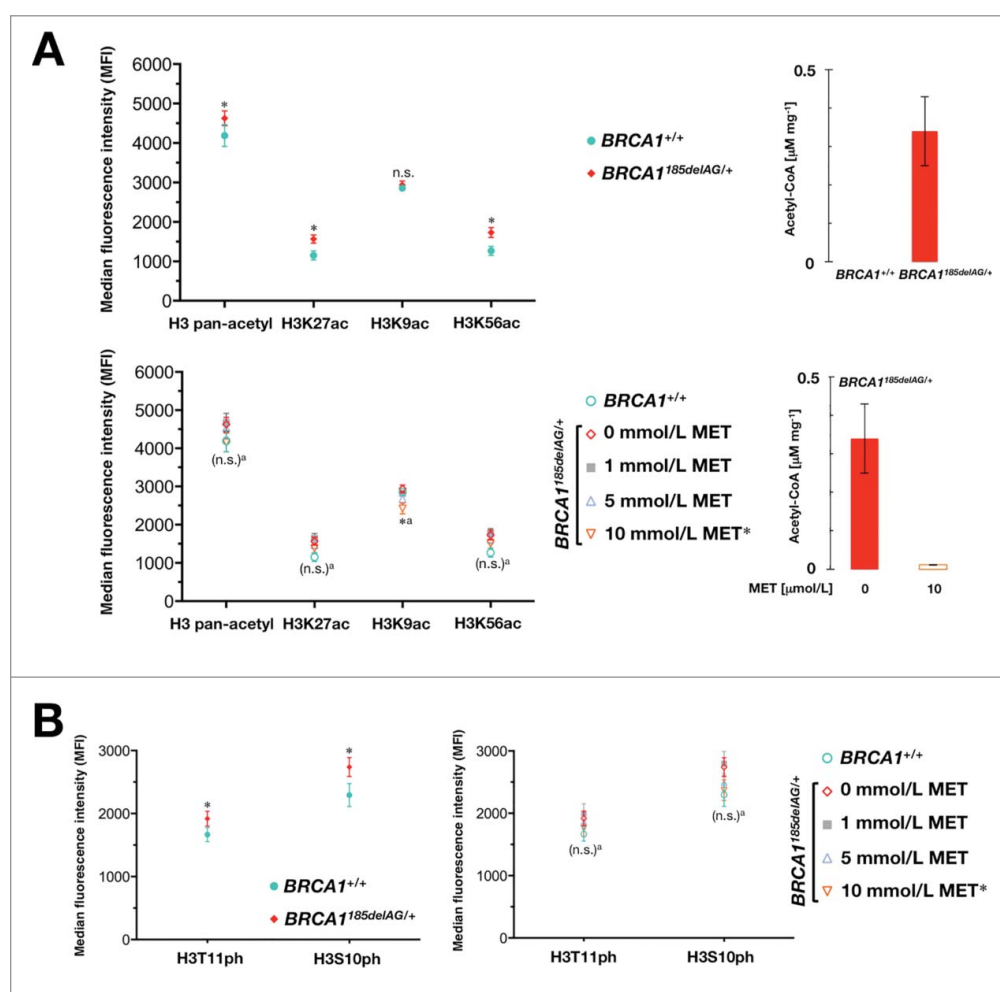 A
Median fluorescence intensity (MFI)
6000
5000
4000
3000
2000
1000
0
*
*
n.s.
*
H3 pan-acetyl H3K27ac H3K9ac H3K56ac
BRCA1+/+
BRCA1185delAG/+
Acetyl-CoA [µM mg-1]
0.5
0
BRCA1+/+ BRCA1185delAG/+
Median fluorescence intensity (MFI)
6000
5000
4000
3000
2000
1000
0
(n.s.)a
(n.s.)a
*a
(n.s.)a
H3 pan-acetyl H3K27ac H3K9ac H3K56ac
BRCA1+/+
BRCA1185delAG/+
0 mmol/L MET
1 mmol/L MET
5 mmol/L MET
10 mmol/L MET*
Acetyl-CoA [µM mg-1]
0.5
0
BRCA1185delAG/+
MET [µmol/L] 0 10
B
Median fluorescence intensity (MFI)
3000
2000
1000
0
*
*
BRCA1+/+
BRCA1185delAG/+
H3T11ph H3S10ph
Median fluorescence intensity (MFI)
3000
2000
1000
0
(n.s.)a
(n.s.)a
H3T11ph H3S10ph
BRCA1+/+
BRCA1185delAG/+
0 mmol/L MET
1 mmol/L MET
5 mmol/L MET
10 mmol/L MET*